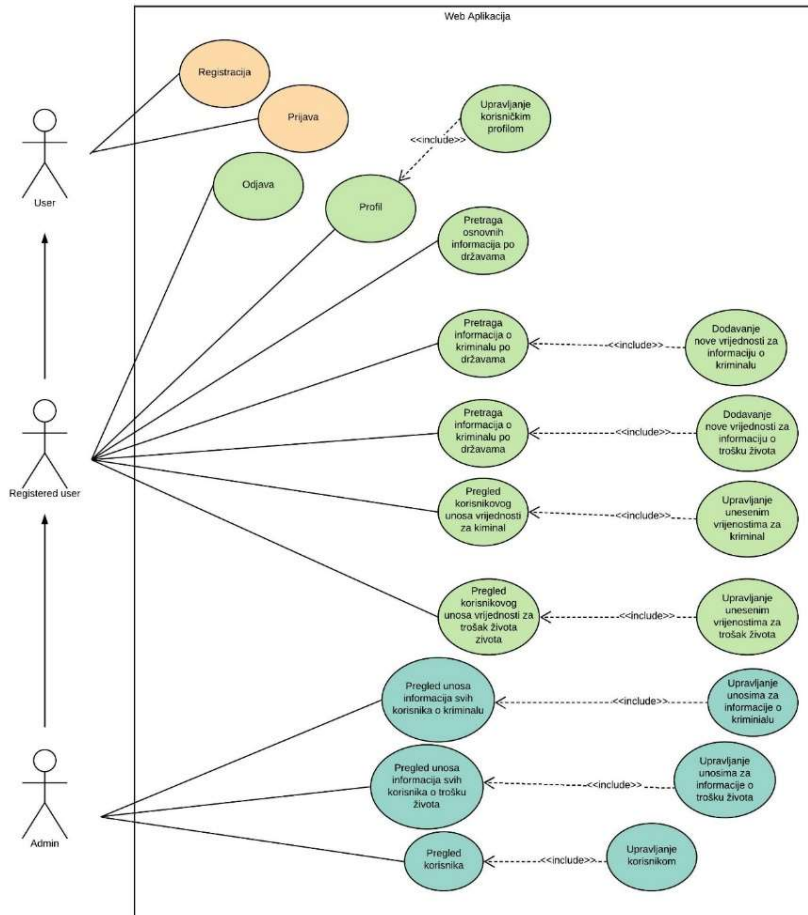 Web Aplikacija
Registracija
Prijava
Upravljanje
korisničkim
profilom
<<include>>
User
Odjava
Profil
Pretraga
osnovnih
informacija po
državama
Pretraga
informacija o
kriminalu po
državama
<<include>>
Dodavanje
nove vrijednosti za
informaciju o
kriminalu
Pretraga
informacija o
kriminalu po
državama
<<include>>
Dodavanje
nove vrijednosti za
informaciju o
trošku života
Registered user
Pregled
korisnikovog
unosa vrijednosti
za kiminal
<<include>>
Upravljanje
unesenim
vrijenostima za
kriminal
Pregled
korisnikovog
unosa vrijednosti za
trošak života
zivota
<<include>>
Upravljanje
unesenim
vrijenostima za
trošak života
Pregled unosa
informacija svih
korisnika o kriminalu
<<include>>
Upravljanje
unosima za
informacije o
kriminialu
Pregled unosa
informacija svih
korisnika o trošku
života
<<include>>
Upravljanje
unosima za
informacije o
trošku života
Admin
Pregled
korisnika
<<include>>
Upravljanje
korisnikom